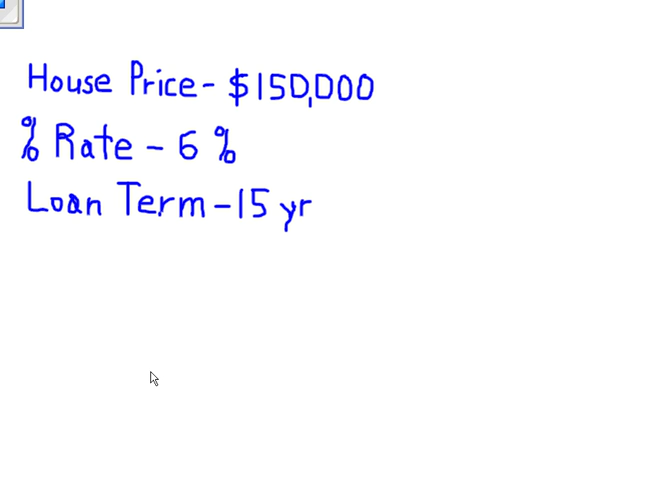 House Price - $150,000
% Rate - 6 %
Loan Term - 15 yr